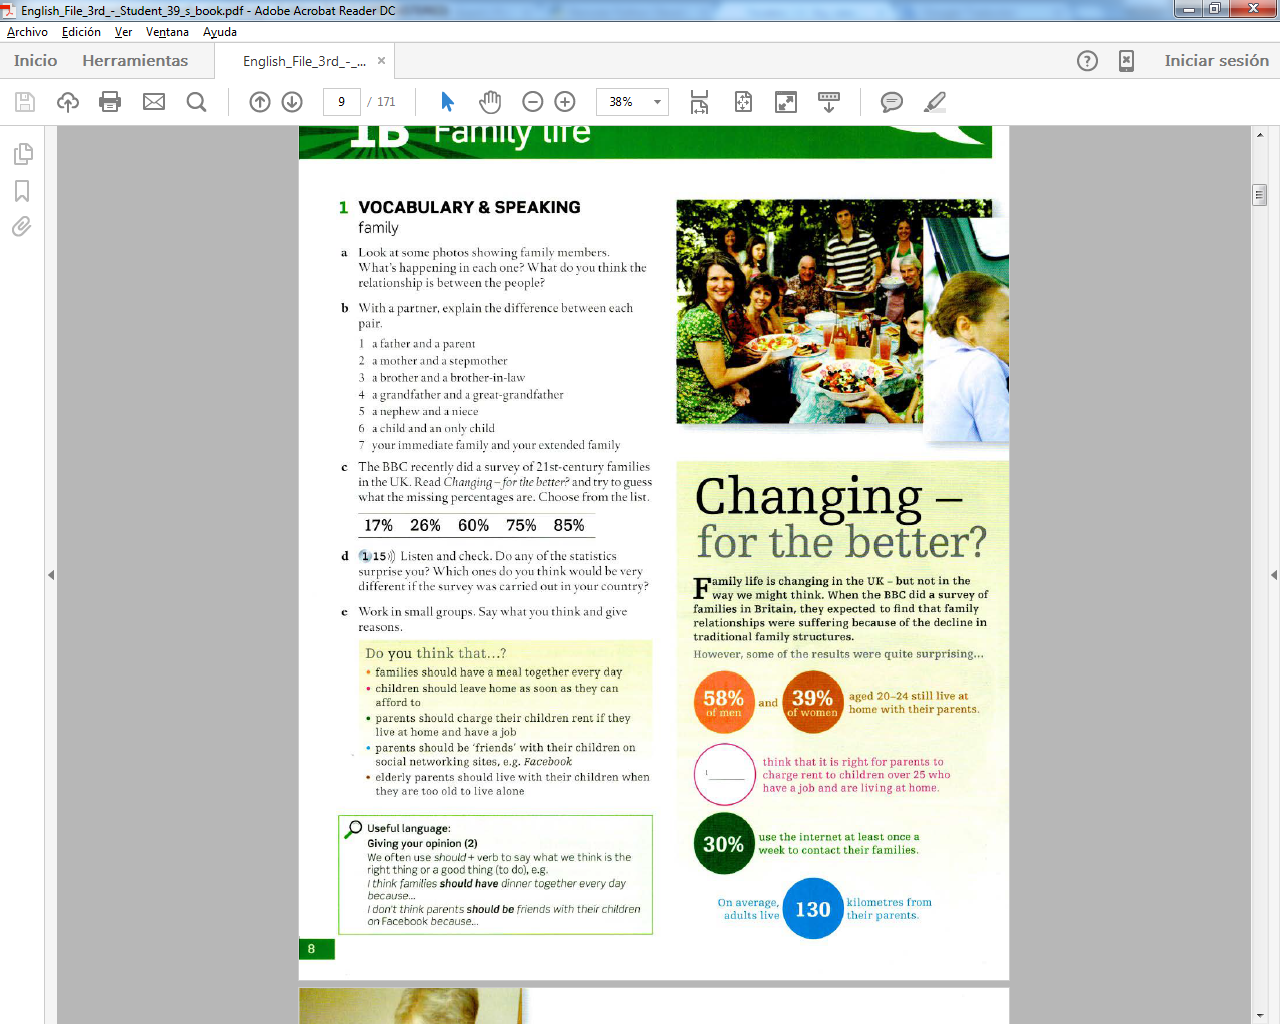 English_File_3rd_-_Student_39_s_book.pdf - Adobe Acrobat Reader DC
Archivo Edición Ver Ventana Ayuda
Inicio Herramientas English_File_3rd_-_... × Iniciar sesión
9 / 171 38%
1B Family life
1 VOCABULARY & SPEAKING
family
a Look at some photos showing family members.
What's happening in each one? What do you think the
relationship is between the people?
b With a partner, explain the difference between each
pair.
1 a father and a parent
2 a mother and a stepmother
3 a brother and a brother-in-law
4 a grandfather and a great-grandfather
5 a nephew and a niece
6 a child and an only child
7 your immediate family and your extended family
c The BBC recently did a survey of 21st-century families
in the UK. Read Changing – for the better? and try to guess
what the missing percentages are. Choose from the list.
17% 26% 60% 75% 85%
d 1 15))) Listen and check. Do any of the statistics
surprise you? Which ones do you think would be very
different if the survey was carried out in your country?
e Work in small groups. Say what you think and give
reasons.
Do you think that...?
• families should have a meal together every day
• children should leave home as soon as they can
afford to
• parents should charge their children rent if they
live at home and have a job
• parents should be 'friends' with their children on
social networking sites, e.g. Facebook
• elderly parents should live with their children when
they are too old to live alone
Useful language:
Giving your opinion (2)
We often use should + verb to say what we think is the
right thing or a good thing (to do), e.g.
I think families should have dinner together every day
because...
I don't think parents should be friends with their children
on Facebook because...
8
Changing –
for the better?
Family life is changing in the UK – but not in the
way we might think. When the BBC did a survey of
families in Britain, they expected to find that family
relationships were suffering because of the decline in
traditional family structures.
However, some of the results were quite surprising...
58% of men and 39% of women aged 20–24 still live at
home with their parents.
1 ______ think that it is right for parents to
charge rent to children over 25 who
have a job and are living at home.
30% use the internet at least once a
week to contact their families.
On average, adults live 130 kilometres from
their parents.